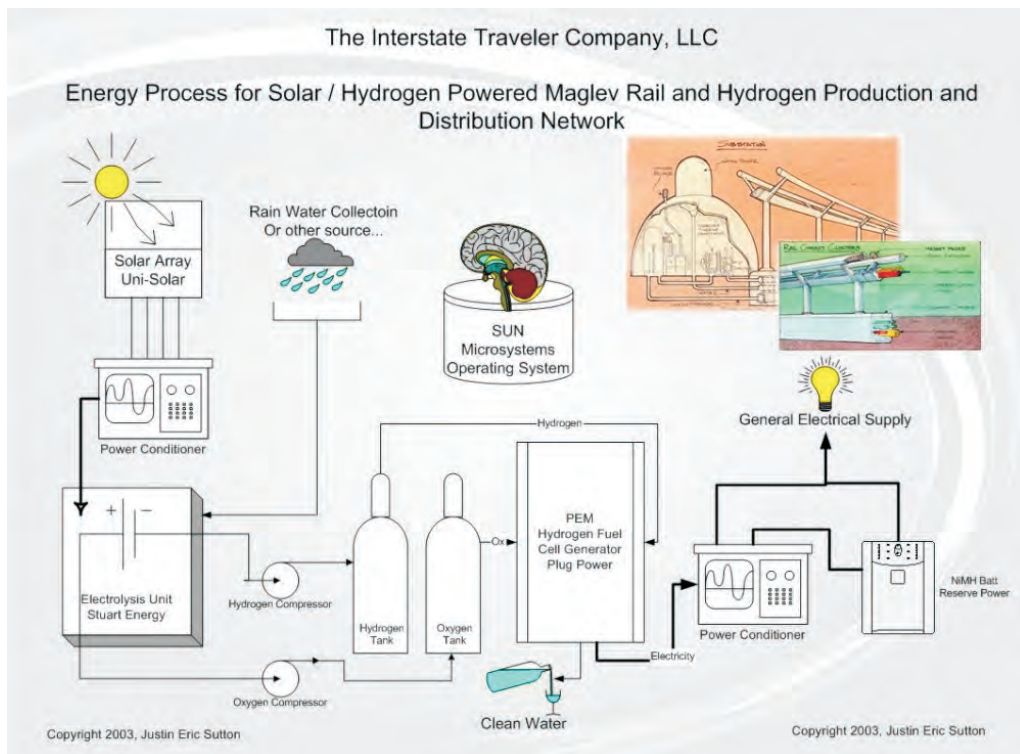 The Interstate Traveler Company, LLC
Energy Process for Solar / Hydrogen Powered Maglev Rail and Hydrogen Production and
Distribution Network
Solar Array
Uni-Solar
Rain Water Collectoin
Or other source...
SUN
Microsystems
Operating System
SUBSTATION
RAIL CONDUIT CLUSTERS
General Electrical Supply
Power Conditioner
Hydrogen
+ −
Electrolysis Unit
Stuart Energy
Hydrogen Compressor
Hydrogen
Tank
Oxygen
Tank
Ox
PEM
Hydrogen Fuel
Cell Generator
Plug Power
Power Conditioner
NiMH Batt
Reserve Power
Electricity
Oxygen Compressor
Clean Water
Copyright 2003, Justin Eric Sutton
Copyright 2003, Justin Eric Sutton